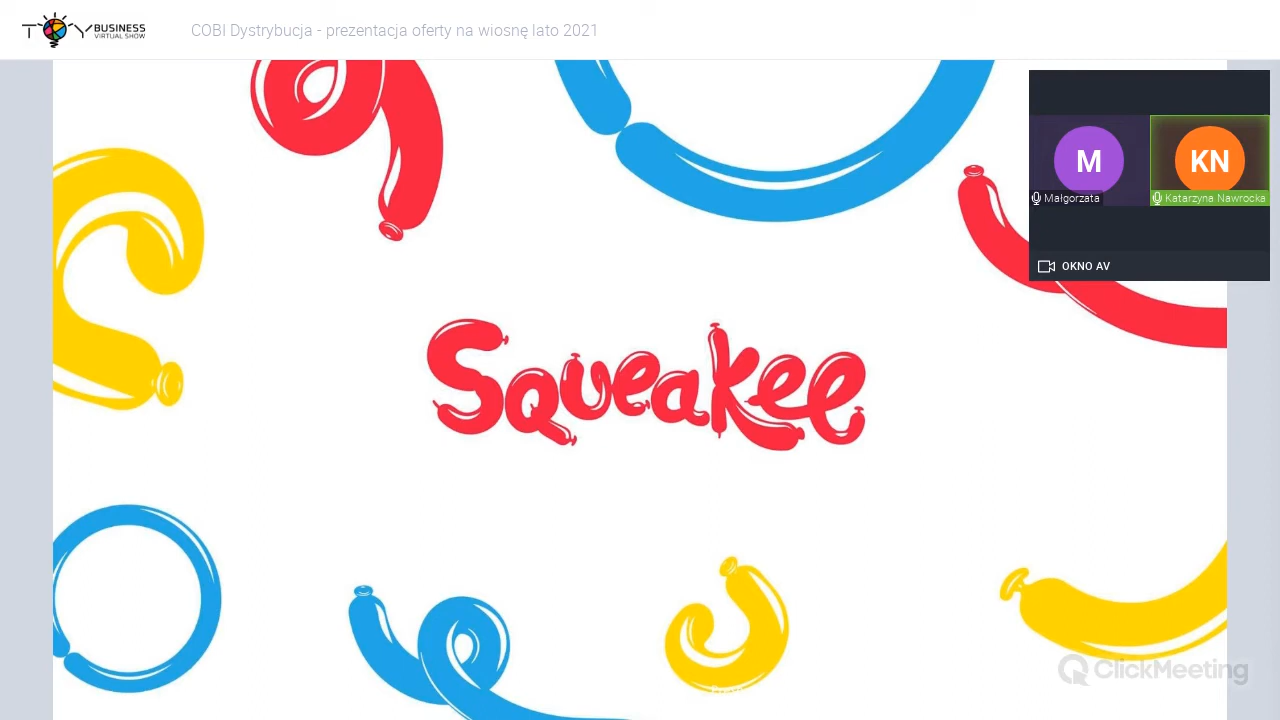 TOY BUSINESS
VIRTUAL SHOW
COBI Dystrybucja - prezentacja oferty na wiosnę lato 2021
M
KN
Małgorzata
Katarzyna Nawrocka
OKNO AV
Squeakee
ClickMeeting